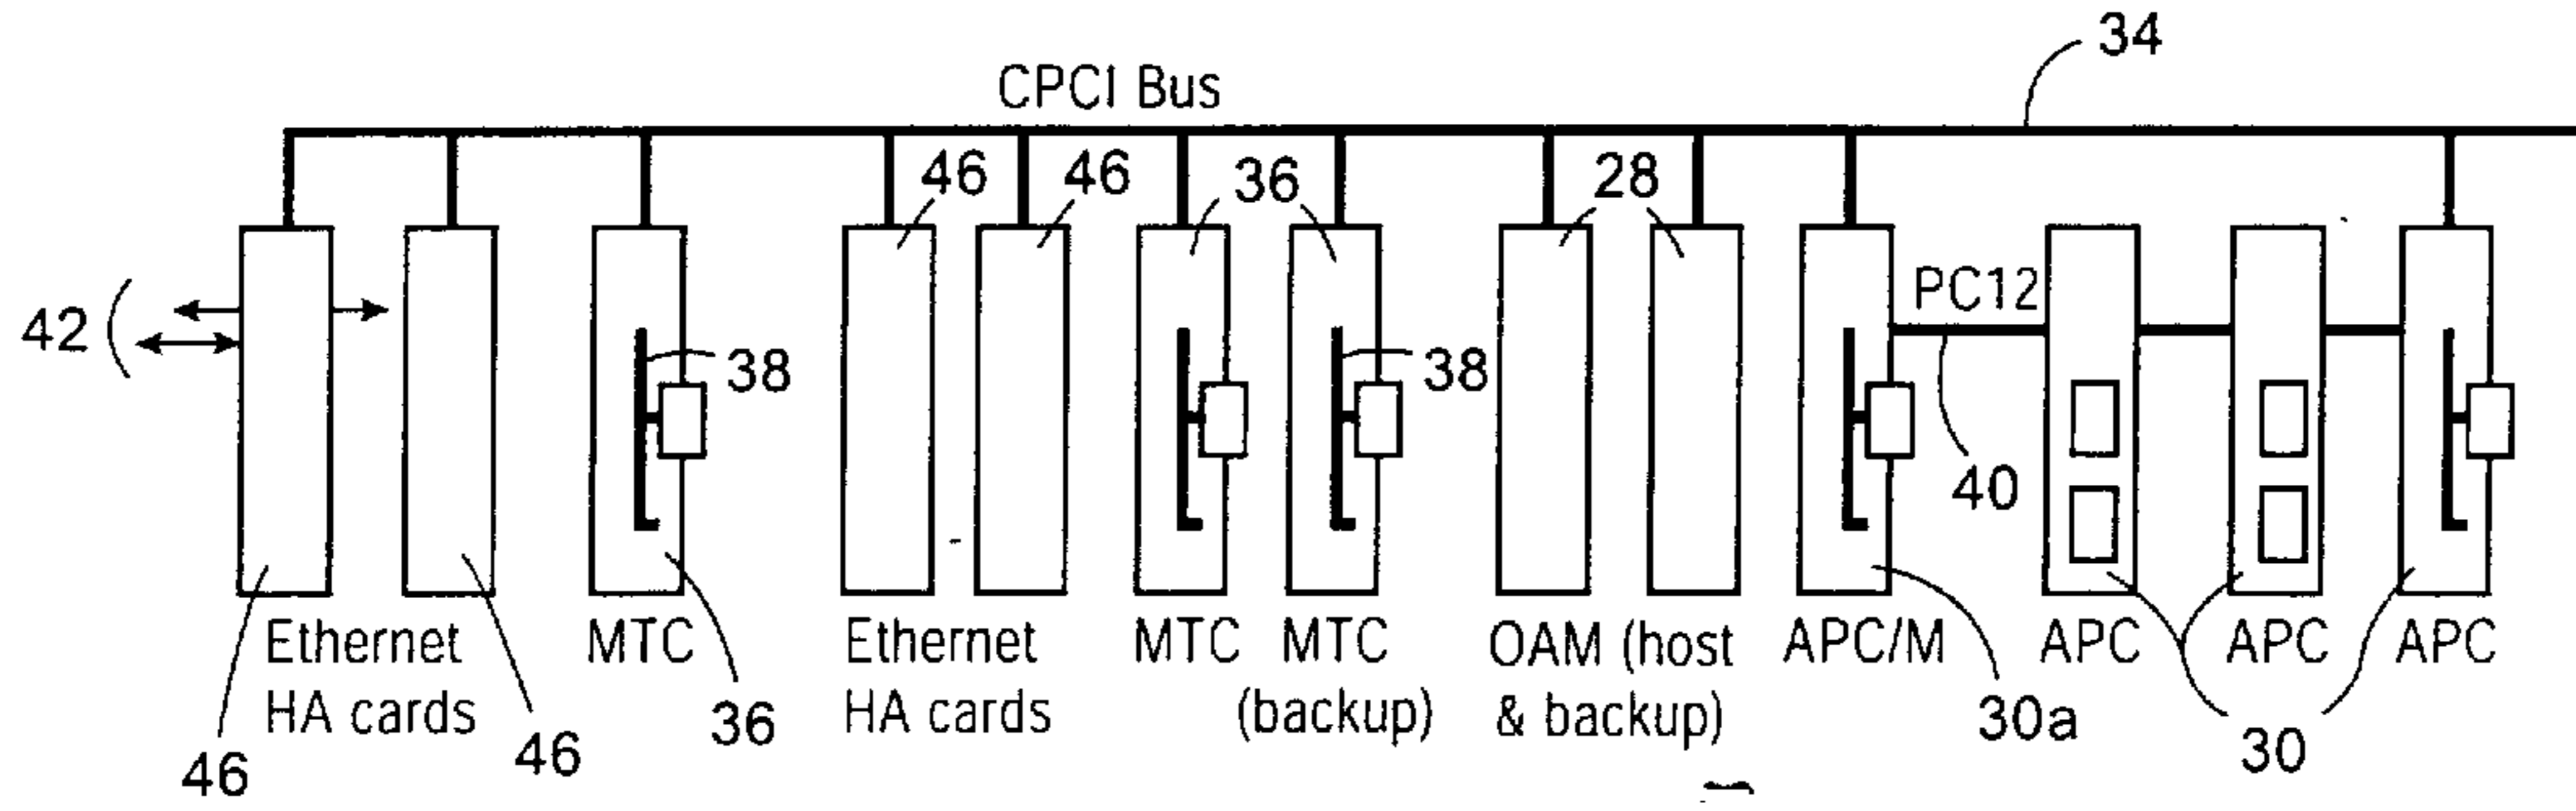 34
CPCI Bus
46 46 36 28
42
PC12
38 38
40
Ethernet HA cards
MTC
Ethernet HA cards
MTC
MTC (backup)
OAM (host & backup)
APC/M
APC
APC
APC
46
46
36
30a
30